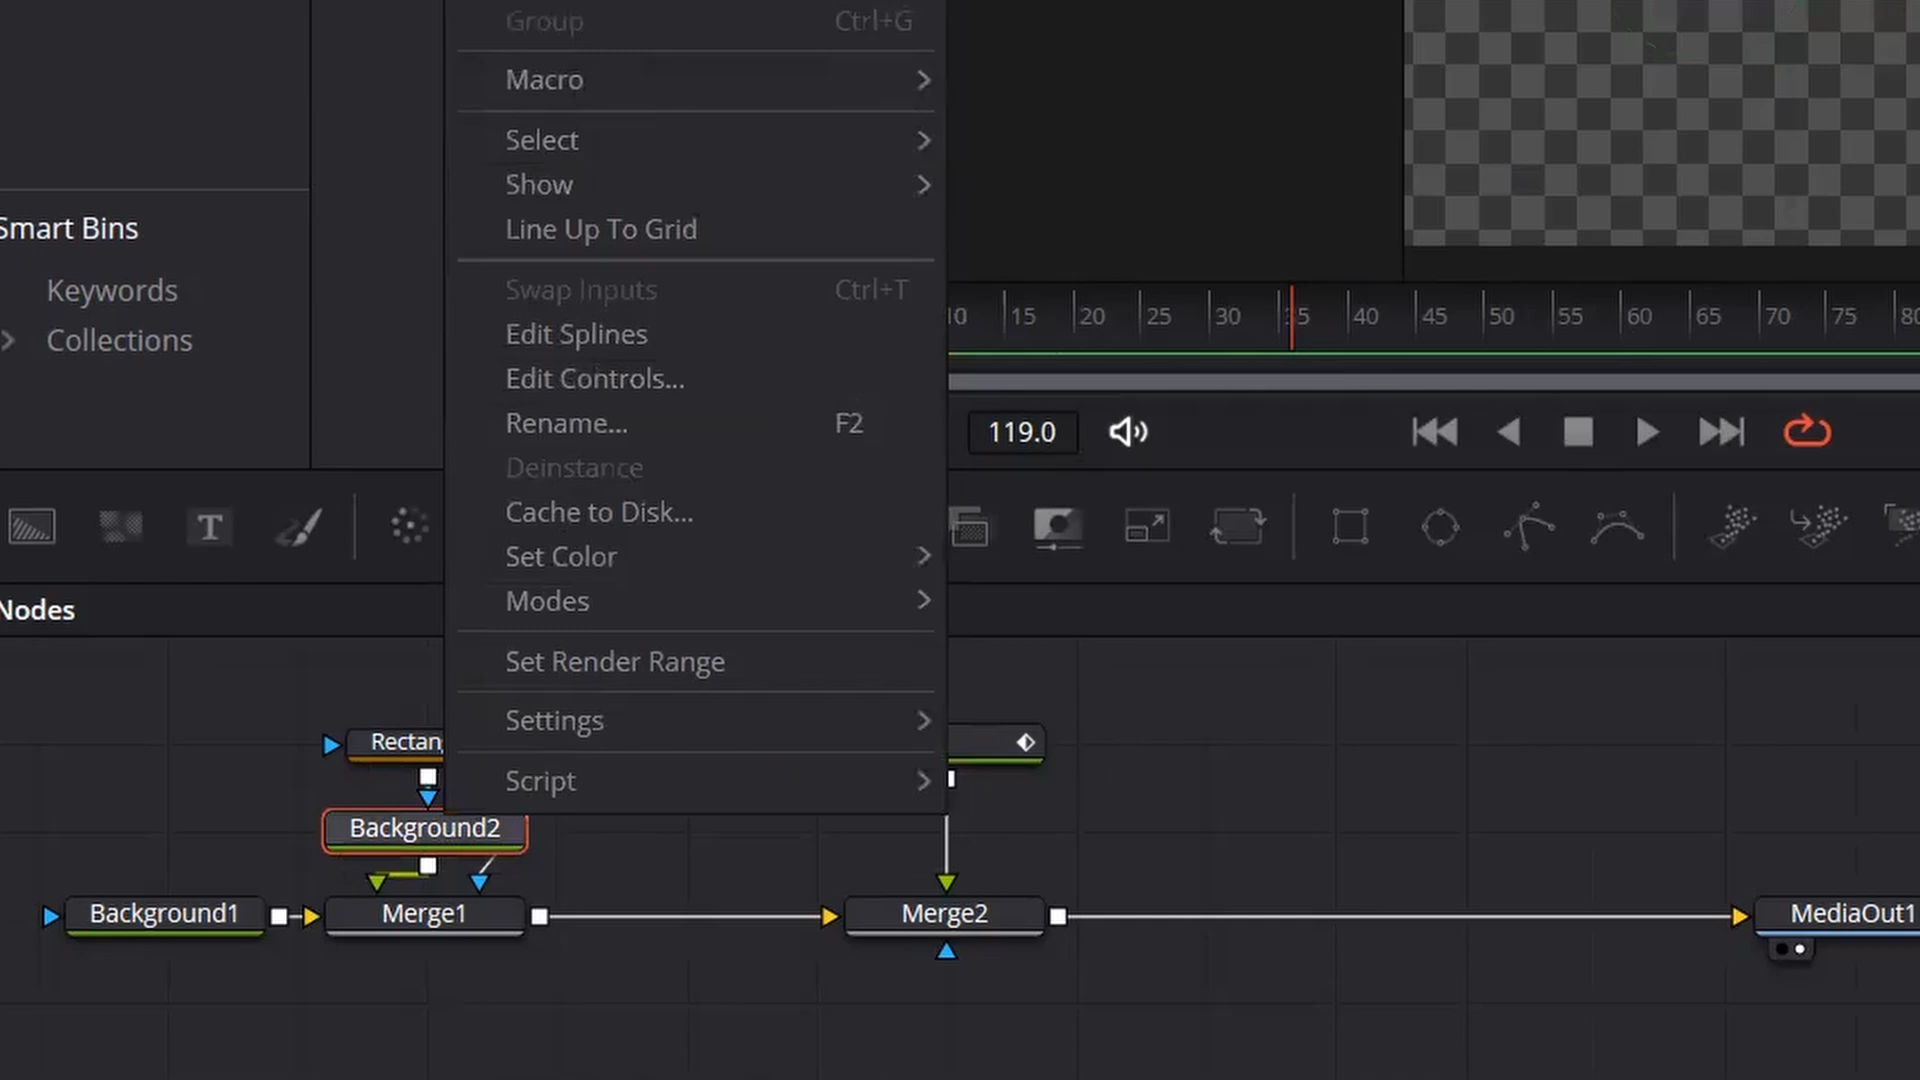 Group Ctrl+G
Macro
Select
Show
Line Up To Grid
Smart Bins
Keywords
Collections
Swap Inputs Ctrl+T
Edit Splines
Edit Controls...
Rename... F2
Deinstance
Cache to Disk...
Set Color
Modes
Set Render Range
Settings
Script
10 15 20 25 30 35 40 45 50 55 60 65 70 75 80
119.0
T
Nodes
Rectan
Background2
Background1
Merge1
Merge2
MediaOut1